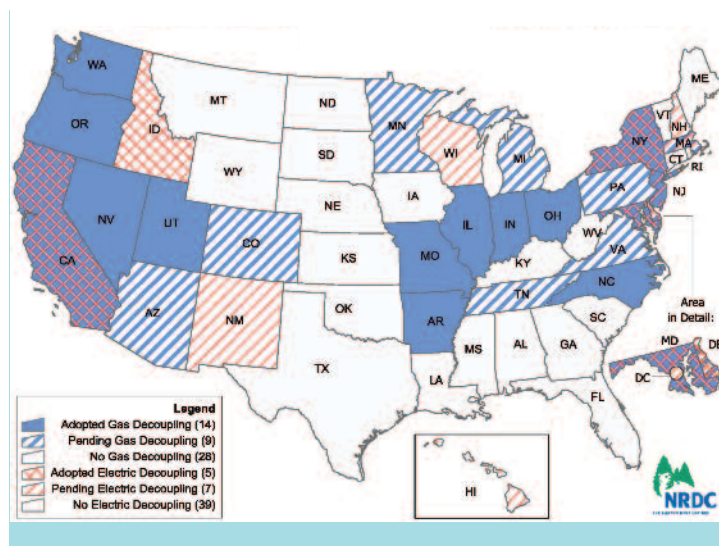 WA
MT
ND
ME
OR
ID
MN
VT
NH
NY
MA
CT
RI
WI
MI
SD
WY
NE
IA
PA
NJ
NV
UT
CO
KS
MO
IL
IN
OH
WV
VA
KY
CA
AZ
NM
OK
AR
TN
NC
SC
TX
LA
MS
AL
GA
FL
Area
in Detail:
MD
DE
DC
HI
Legend
Adopted Gas Decoupling (14)
Pending Gas Decoupling (9)
No Gas Decoupling (28)
Adopted Electric Decoupling (5)
Pending Electric Decoupling (7)
No Electric Decoupling (39)
NRDC